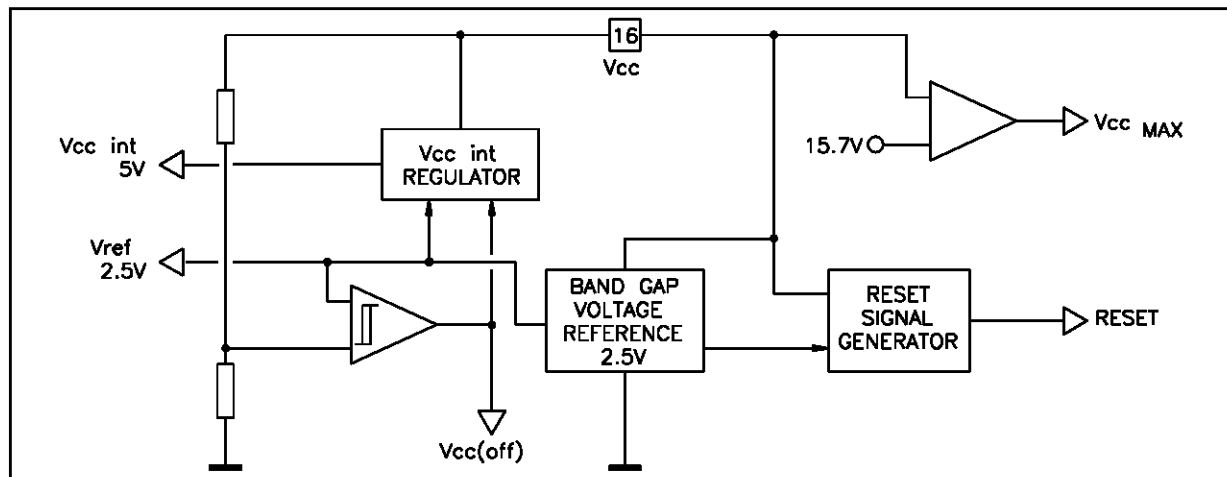 16
Vcc
Vcc int
5V
Vcc int
REGULATOR
15.7V
Vcc MAX
Vref
2.5V
BAND GAP
VOLTAGE
REFERENCE
2.5V
RESET
SIGNAL
GENERATOR
RESET
Vcc(off)